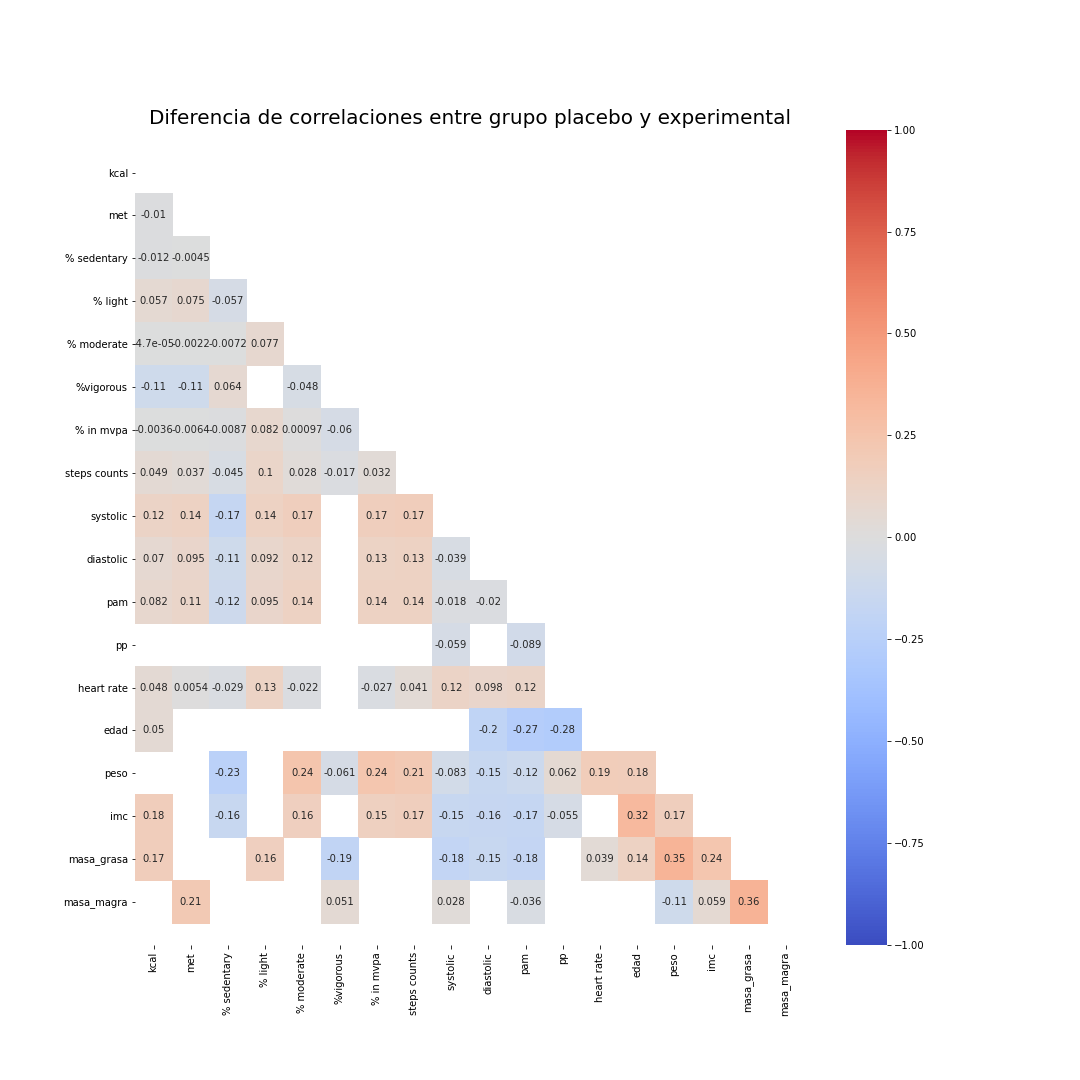 Diferencia de correlaciones entre grupo placebo y experimental
1.00
kcal
met -0.01
% sedentary -0.012 -0.0045
0.75
% light 0.057 0.075 -0.057
% moderate 4.7e-05 0.0022 -0.0072 0.077
0.50
%vigorous -0.11 -0.11 0.064 -0.048
% in mvpa -0.0036 -0.0064 -0.0087 0.082 0.00097 -0.06
0.25
steps counts 0.049 0.037 -0.045 0.1 0.028 -0.017 0.032
systolic 0.12 0.14 -0.17 0.14 0.17 0.17 0.17
0.00
diastolic 0.07 0.095 -0.11 0.092 0.12 0.13 0.13 -0.039
pam 0.082 0.11 -0.12 0.095 0.14 0.14 0.14 -0.018 -0.02
−0.25
pp -0.059 -0.089
heart rate 0.048 0.0054 -0.029 0.13 -0.022 -0.027 0.041 0.12 0.098 0.12
edad 0.05 -0.2 -0.27 -0.28
−0.50
peso -0.23 0.24 -0.061 0.24 0.21 -0.083 -0.15 -0.12 0.062 0.19 0.18
imc 0.18 -0.16 0.16 0.15 0.17 -0.15 -0.16 -0.17 -0.055 0.32 0.17
−0.75
masa_grasa 0.17 0.16 -0.19 -0.18 -0.15 -0.18 0.039 0.14 0.35 0.24
masa_magra 0.21 0.051 0.028 -0.036 -0.11 0.059 0.36
−1.00
kcal
met
% sedentary
% light
% moderate
%vigorous
% in mvpa
steps counts
systolic
diastolic
pam
pp
heart rate
edad
peso
imc
masa_grasa
masa_magra